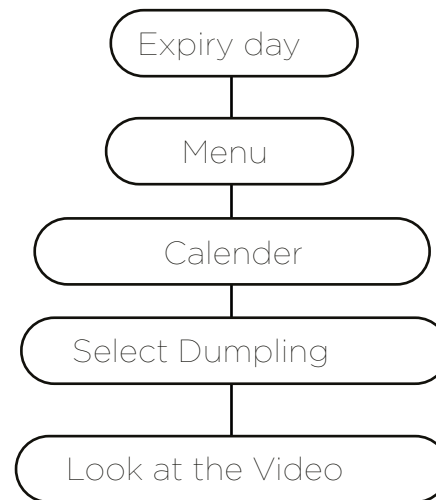 Expiry day
Menu
Calender
Select Dumpling
Look at the Video